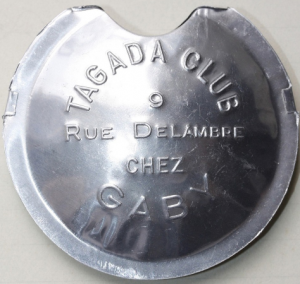 TAGADA CLUB
9
RUE DELAMBRE
CHEZ
GABY